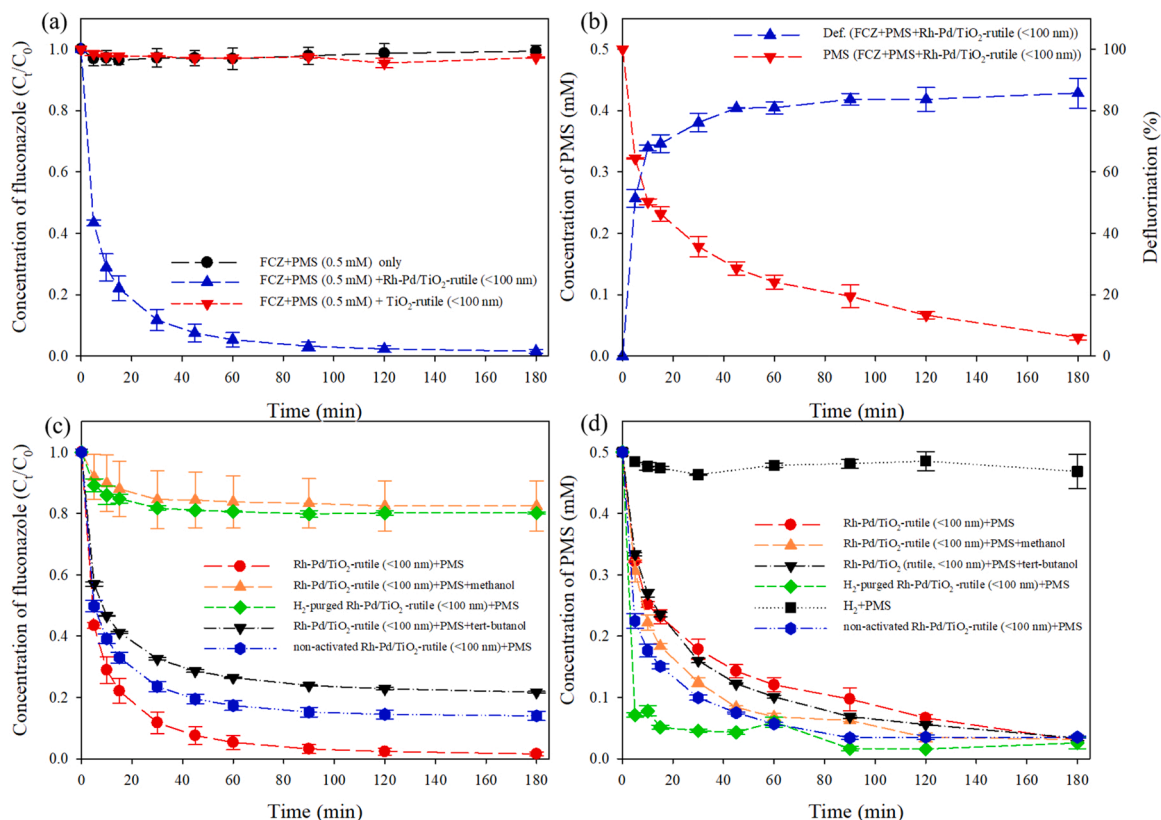 (a)
Concentration of fluconazole (Ct/C0)
1.0
0.8
0.6
0.4
0.2
0.0
FCZ+PMS (0.5 mM) only
FCZ+PMS (0.5 mM) +Rh-Pd/TiO2-rutile (<100 nm)
FCZ+PMS (0.5 mM) + TiO2-rutile (<100 nm)
0 20 40 60 80 100 120 140 160 180
Time (min)
(b)
Concentration of PMS (mM)
0.5
0.4
0.3
0.2
0.1
0.0
Def. (FCZ+PMS+Rh-Pd/TiO2-rutile (<100 nm))
PMS (FCZ+PMS+Rh-Pd/TiO2-rutile (<100 nm))
100
80
60
40
20
0
Defluorination (%)
0 20 40 60 80 100 120 140 160 180
Time (min)
(c)
Concentration of fluconazole (Ct/C0)
1.0
0.8
0.6
0.4
0.2
0.0
Rh-Pd/TiO2-rutile (<100 nm)+PMS
Rh-Pd/TiO2-rutile (<100 nm)+PMS+methanol
H2-purged Rh-Pd/TiO2-rutile (<100 nm)+PMS
Rh-Pd/TiO2-rutile (<100 nm)+PMS+tert-butanol
non-activated Rh-Pd/TiO2-rutile (<100 nm)+PMS
0 20 40 60 80 100 120 140 160 180
Time (min)
(d)
Concentration of PMS (mM)
0.5
0.4
0.3
0.2
0.1
0.0
Rh-Pd/TiO2-rutile (<100 nm)+PMS
Rh-Pd/TiO2-rutile (<100 nm)+PMS+methanol
Rh-Pd/TiO2 (rutile, <100 nm)+PMS+tert-butanol
H2-purged Rh-Pd/TiO2-rutile (<100 nm)+PMS
H2+PMS
non-activated Rh-Pd/TiO2-rutile (<100 nm)+PMS
0 20 40 60 80 100 120 140 160 180
Time (min)